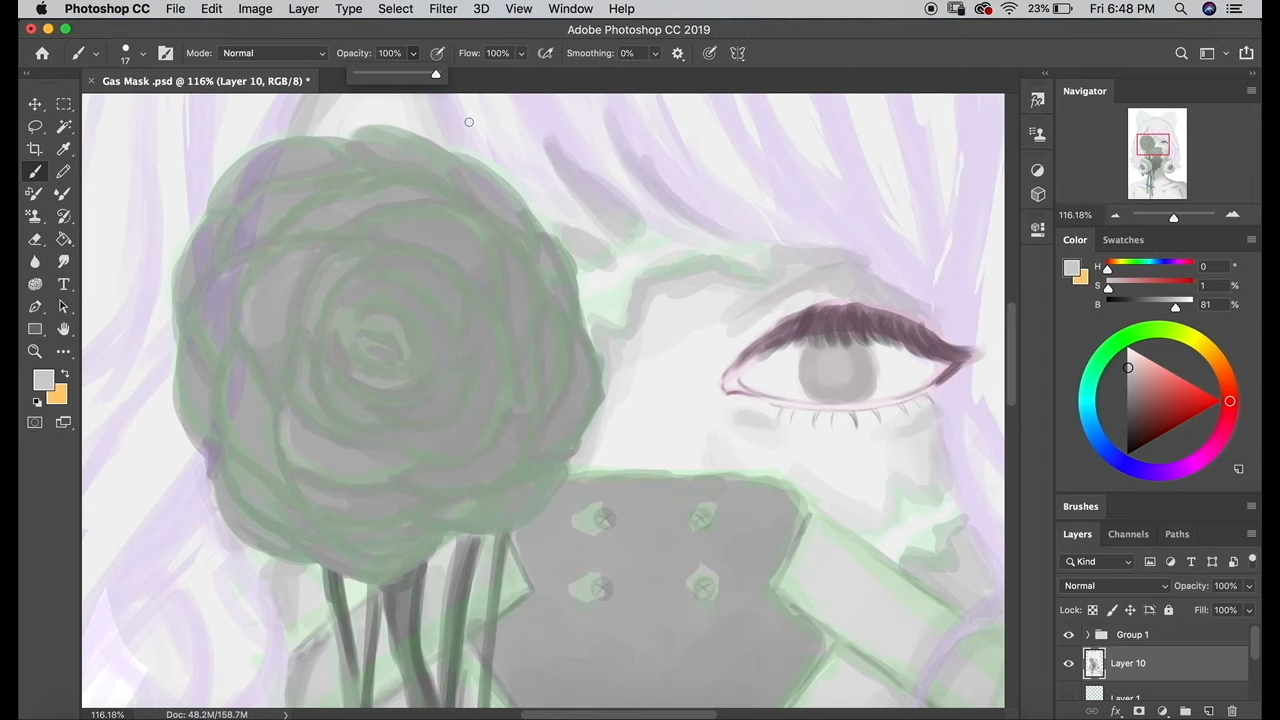 Photoshop CC File Edit Image Layer Type Select Filter 3D View Window Help 23% Fri 6:48 PM
Adobe Photoshop CC 2019
17 Mode: Normal Opacity: 100% Flow: 100% Smoothing: 0%
× Gas Mask .psd @ 116% (Layer 10, RGB/8) *
Navigator
116.18%
Color Swatches
H 0 °
S 1 %
B 81 %
Brushes
Layers Channels Paths
Kind
Normal Opacity: 100%
Lock: Fill: 100%
Group 1
Layer 10
Layer 1
116.18% Doc: 48.2M/158.7M